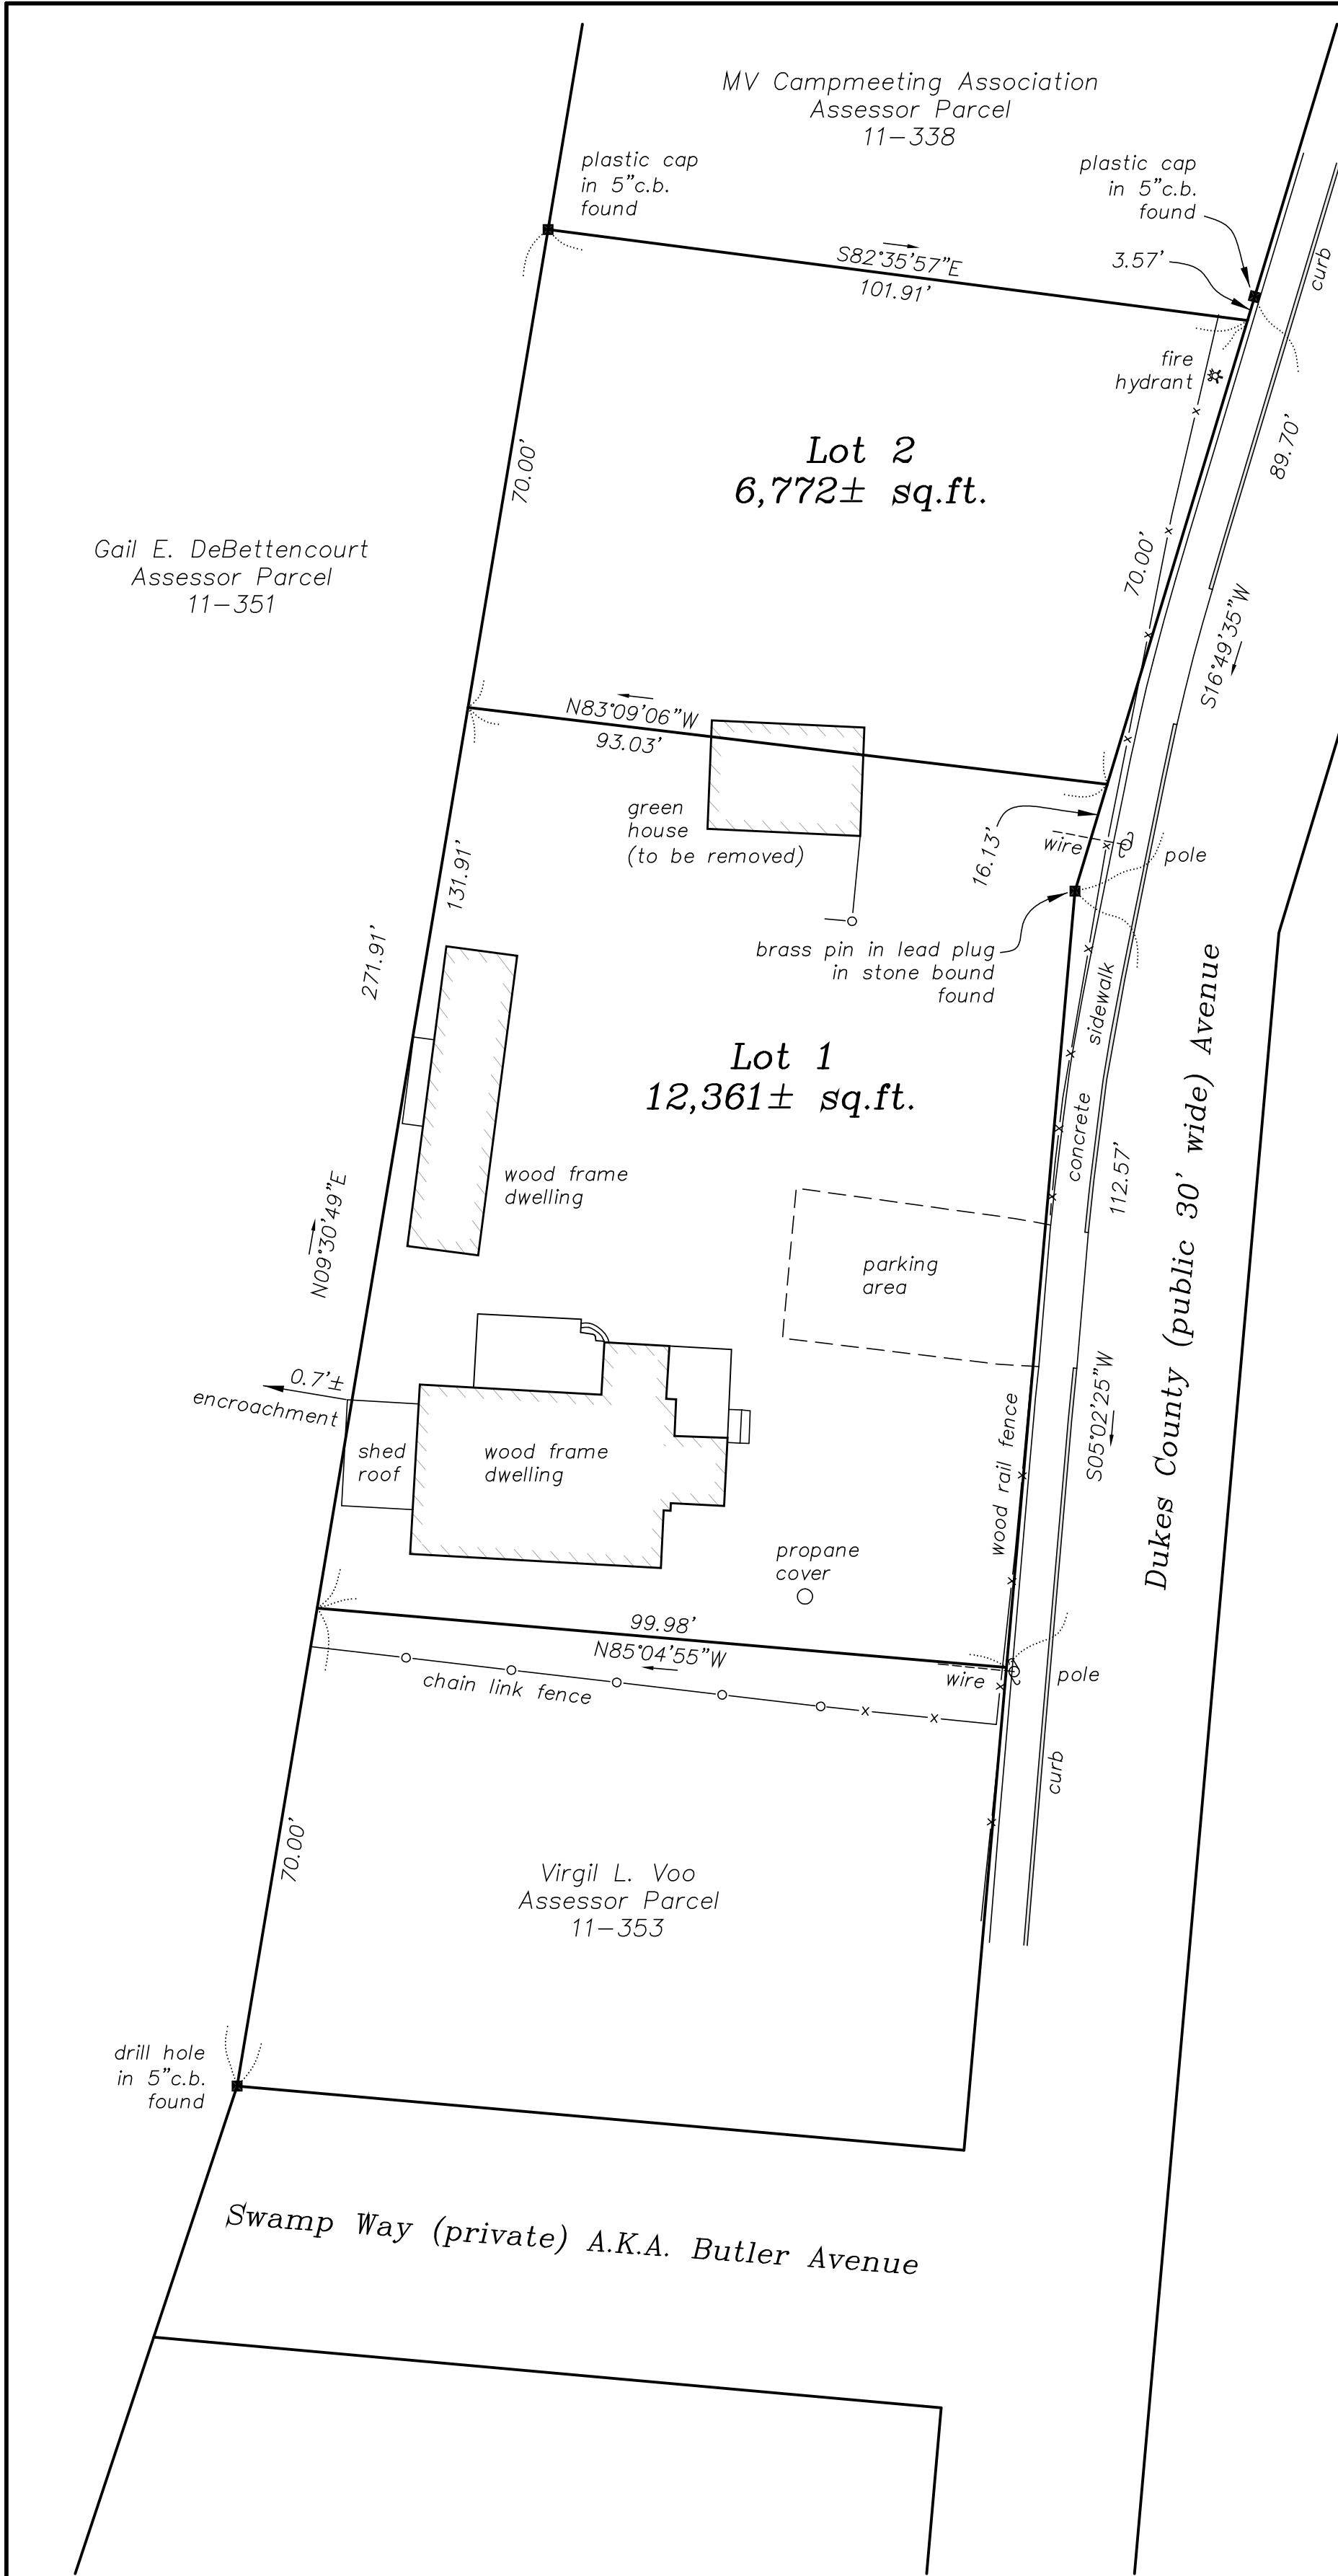 MV Campmeeting Association
Assessor Parcel
11-338
plastic cap
in 5"c.b.
found
plastic cap
in 5"c.b.
found
3.57'
curb
S82°35'57"E
101.91'
fire
hydrant
89.70'
Lot 2
6,772± sq.ft.
70.00'
70.00'
Gail E. DeBettencourt
Assessor Parcel
11-351
S16°49'35"W
N83°09'06"W
93.03'
green
house
(to be removed)
16.13'
wire
pole
131.91'
271.91'
brass pin in lead plug
in stone bound
found
sidewalk
concrete
Lot 1
12,361± sq.ft.
112.57'
Dukes County (public 30' wide) Avenue
wood frame
dwelling
N09°30'49"E
parking
area
0.7'±
encroachment
shed
roof
wood frame
dwelling
S05°02'25"W
wood rail fence
propane
cover
99.98'
N85°04'55"W
chain link fence
wire
pole
curb
70.00'
Virgil L. Voo
Assessor Parcel
11-353
drill hole
in 5"c.b.
found
Swamp Way (private) A.K.A. Butler Avenue